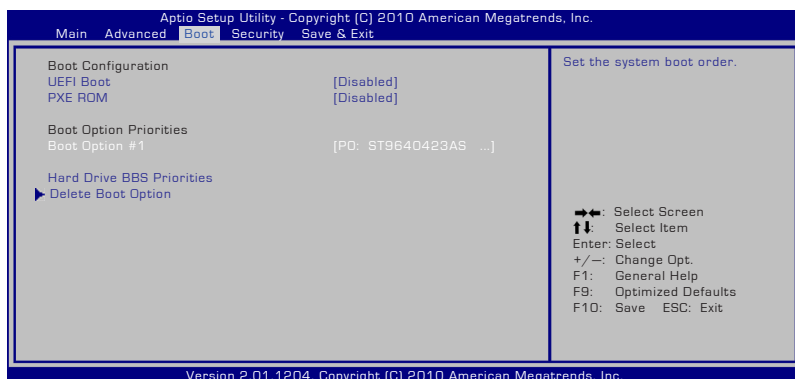 Aptio Setup Utility - Copyright (C) 2010 American Megatrends, Inc.
Main Advanced Boot Security Save & Exit
Boot Configuration
UEFI Boot [Disabled]
PXE ROM [Disabled]
Boot Option Priorities
Boot Option #1 [P0: ST9640423AS ...]
Hard Drive BBS Priorities
Delete Boot Option
Set the system boot order.
→←: Select Screen
↑↓: Select Item
Enter: Select
+/—: Change Opt.
F1: General Help
F9: Optimized Defaults
F10: Save ESC: Exit
Version 2.01.1204. Copyright (C) 2010 American Megatrends, Inc.